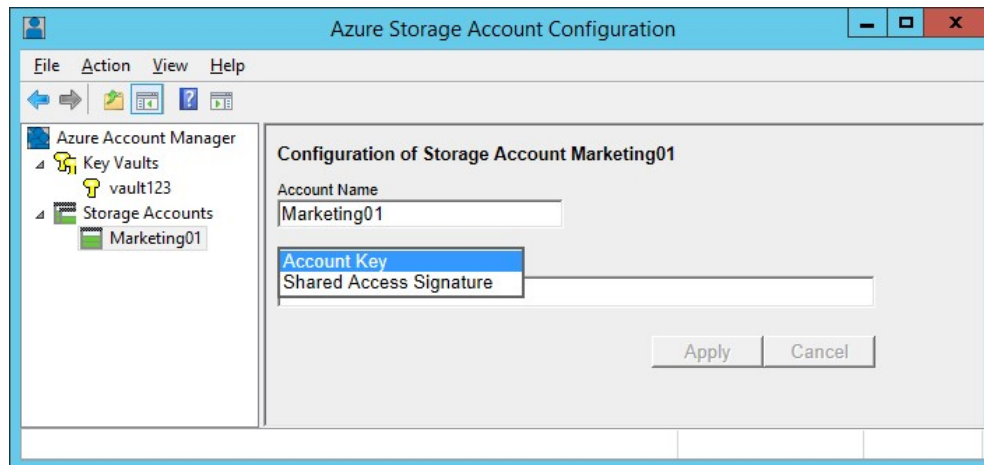 Azure Storage Account Configuration
File Action View Help
Azure Account Manager
Key Vaults
vault123
Storage Accounts
Marketing01
Configuration of Storage Account Marketing01
Account Name
Marketing01
Account Key
Shared Access Signature
Apply Cancel